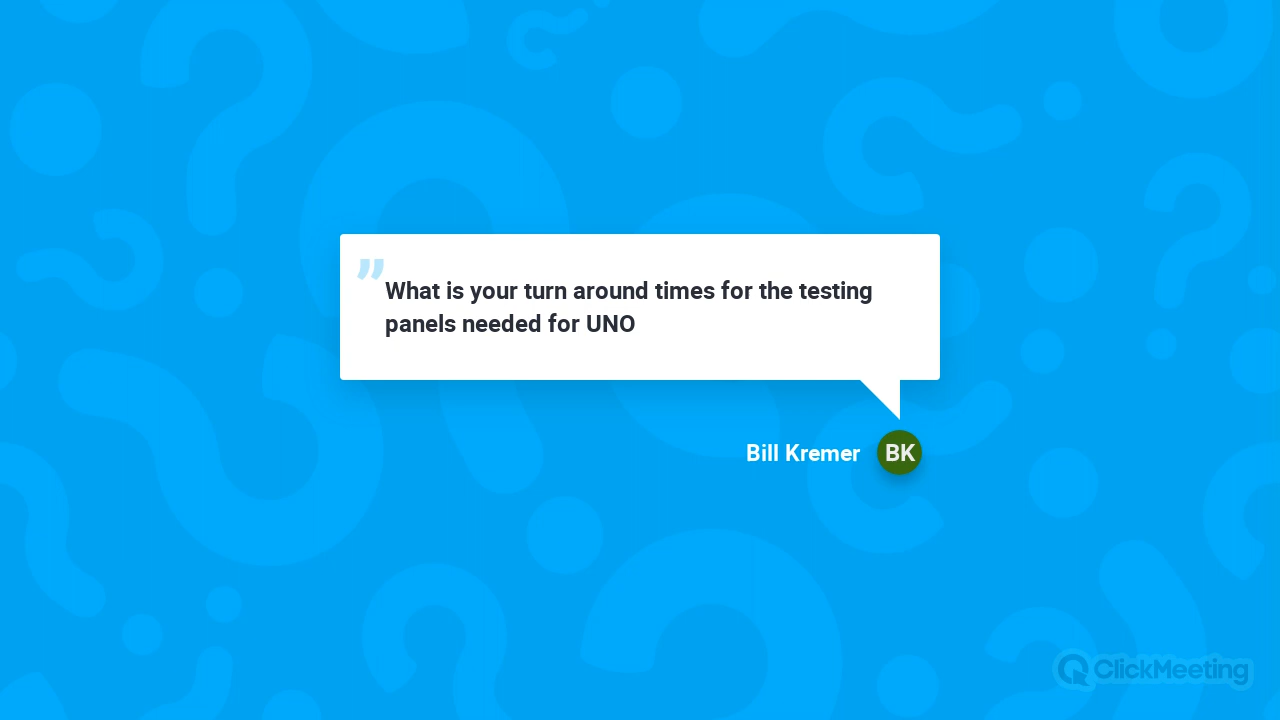 What is your turn around times for the testing
panels needed for UNO
Bill Kremer
BK
ClickMeeting